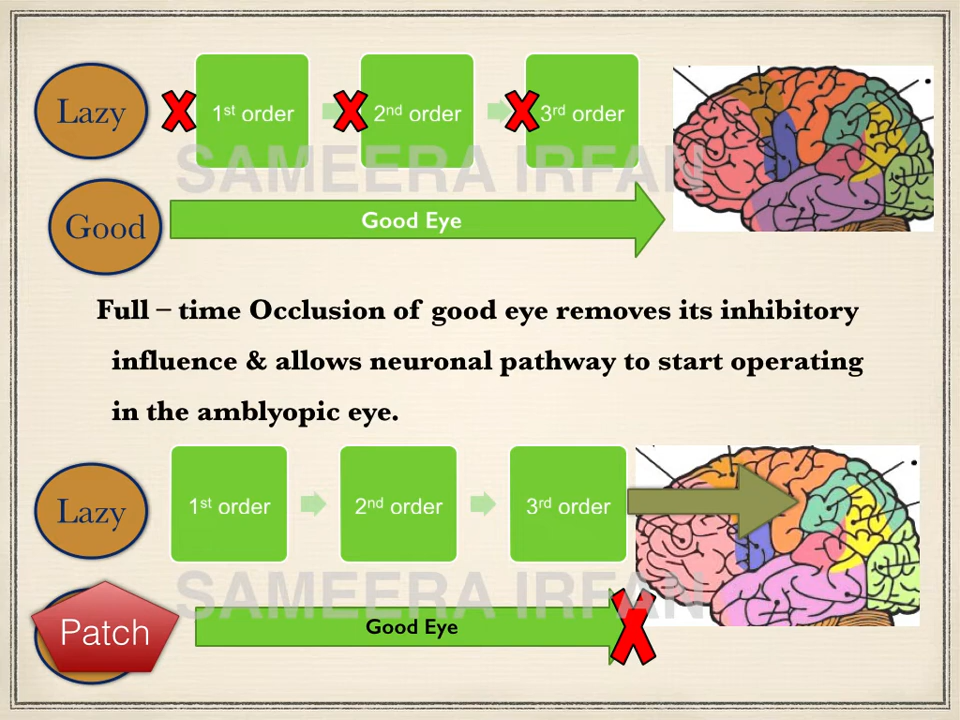 Lazy
1st order
2nd order
3rd order
SAMEERA IRFAN
Good
Good Eye
Full – time Occlusion of good eye removes its inhibitory
influence & allows neuronal pathway to start operating
in the amblyopic eye.
Lazy
1st order
2nd order
3rd order
SAMEERA IRFAN
Patch
Good Eye